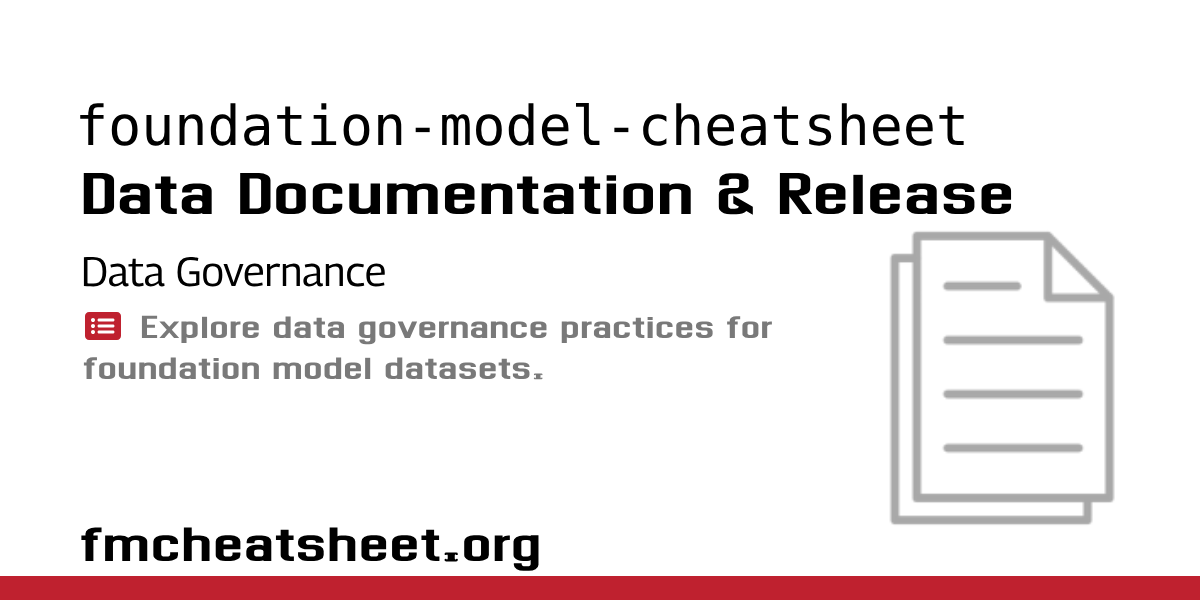 foundation-model-cheatsheet
Data Documentation & Release
Data Governance
Explore data governance practices for
foundation model datasets.
fmcheatsheet.org